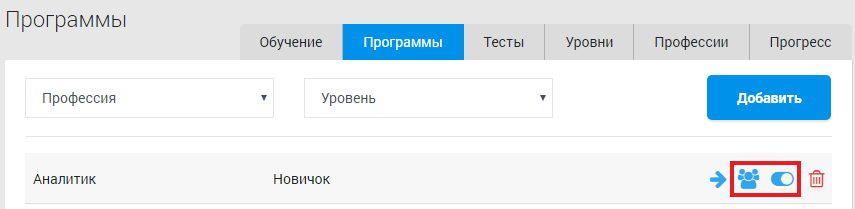 Программы
Обучение Программы Тесты Уровни Профессии Прогресс
Профессия Уровень Добавить
Аналитик Новичок